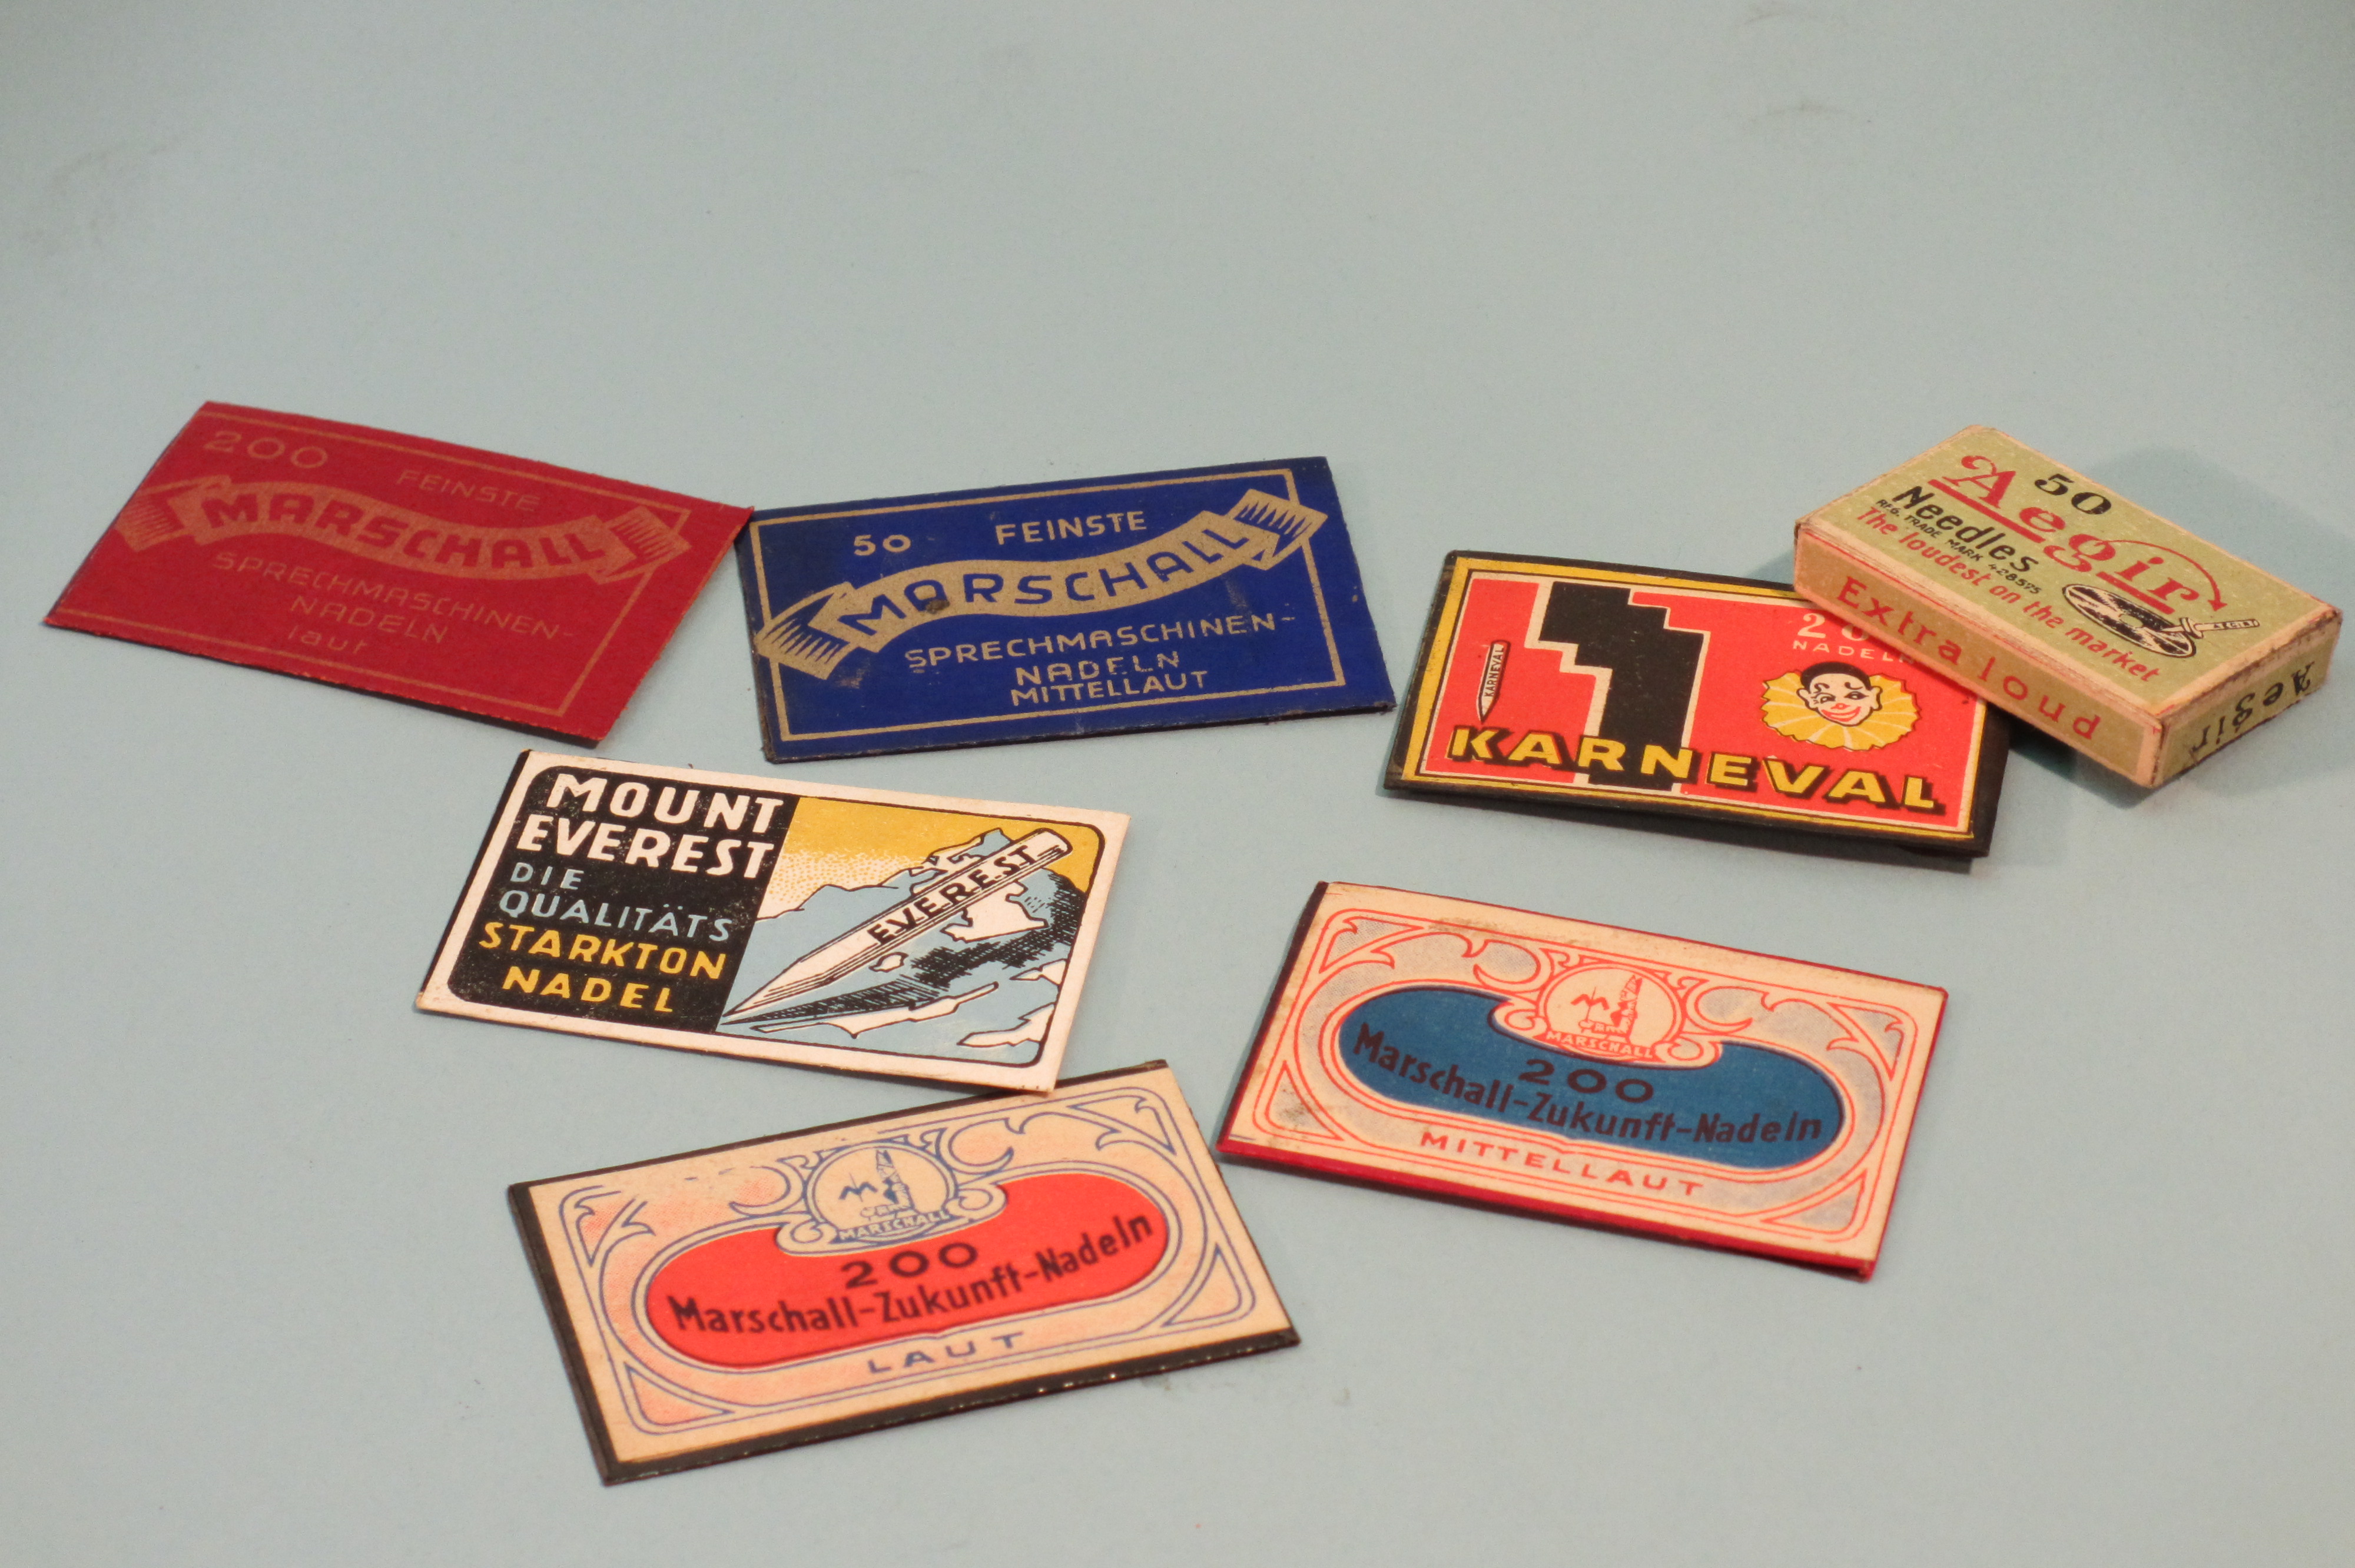 200
FEINSTE
MARSCHALL
SPRECHMASCHINEN-
NADELN
laut
50 FEINSTE
MARSCHALL
SPRECHMASCHINEN-
NADELN
MITTELLAUT
50
Aegir
Needles
REG. TRADE MARK 428595
The loudest on the market
Extra loud
Aegir
NADELN
KARNEVAL
KARNEVAL
MOUNT
EVEREST
DIE
QUALITÄTS
STARKTON
NADEL
EVEREST
MARSCHALL
200
Marschall-Zukunft-Nadeln
MITTELLAUT
MARSCHALL
200
Marschall-Zukunft-Nadeln
LAUT